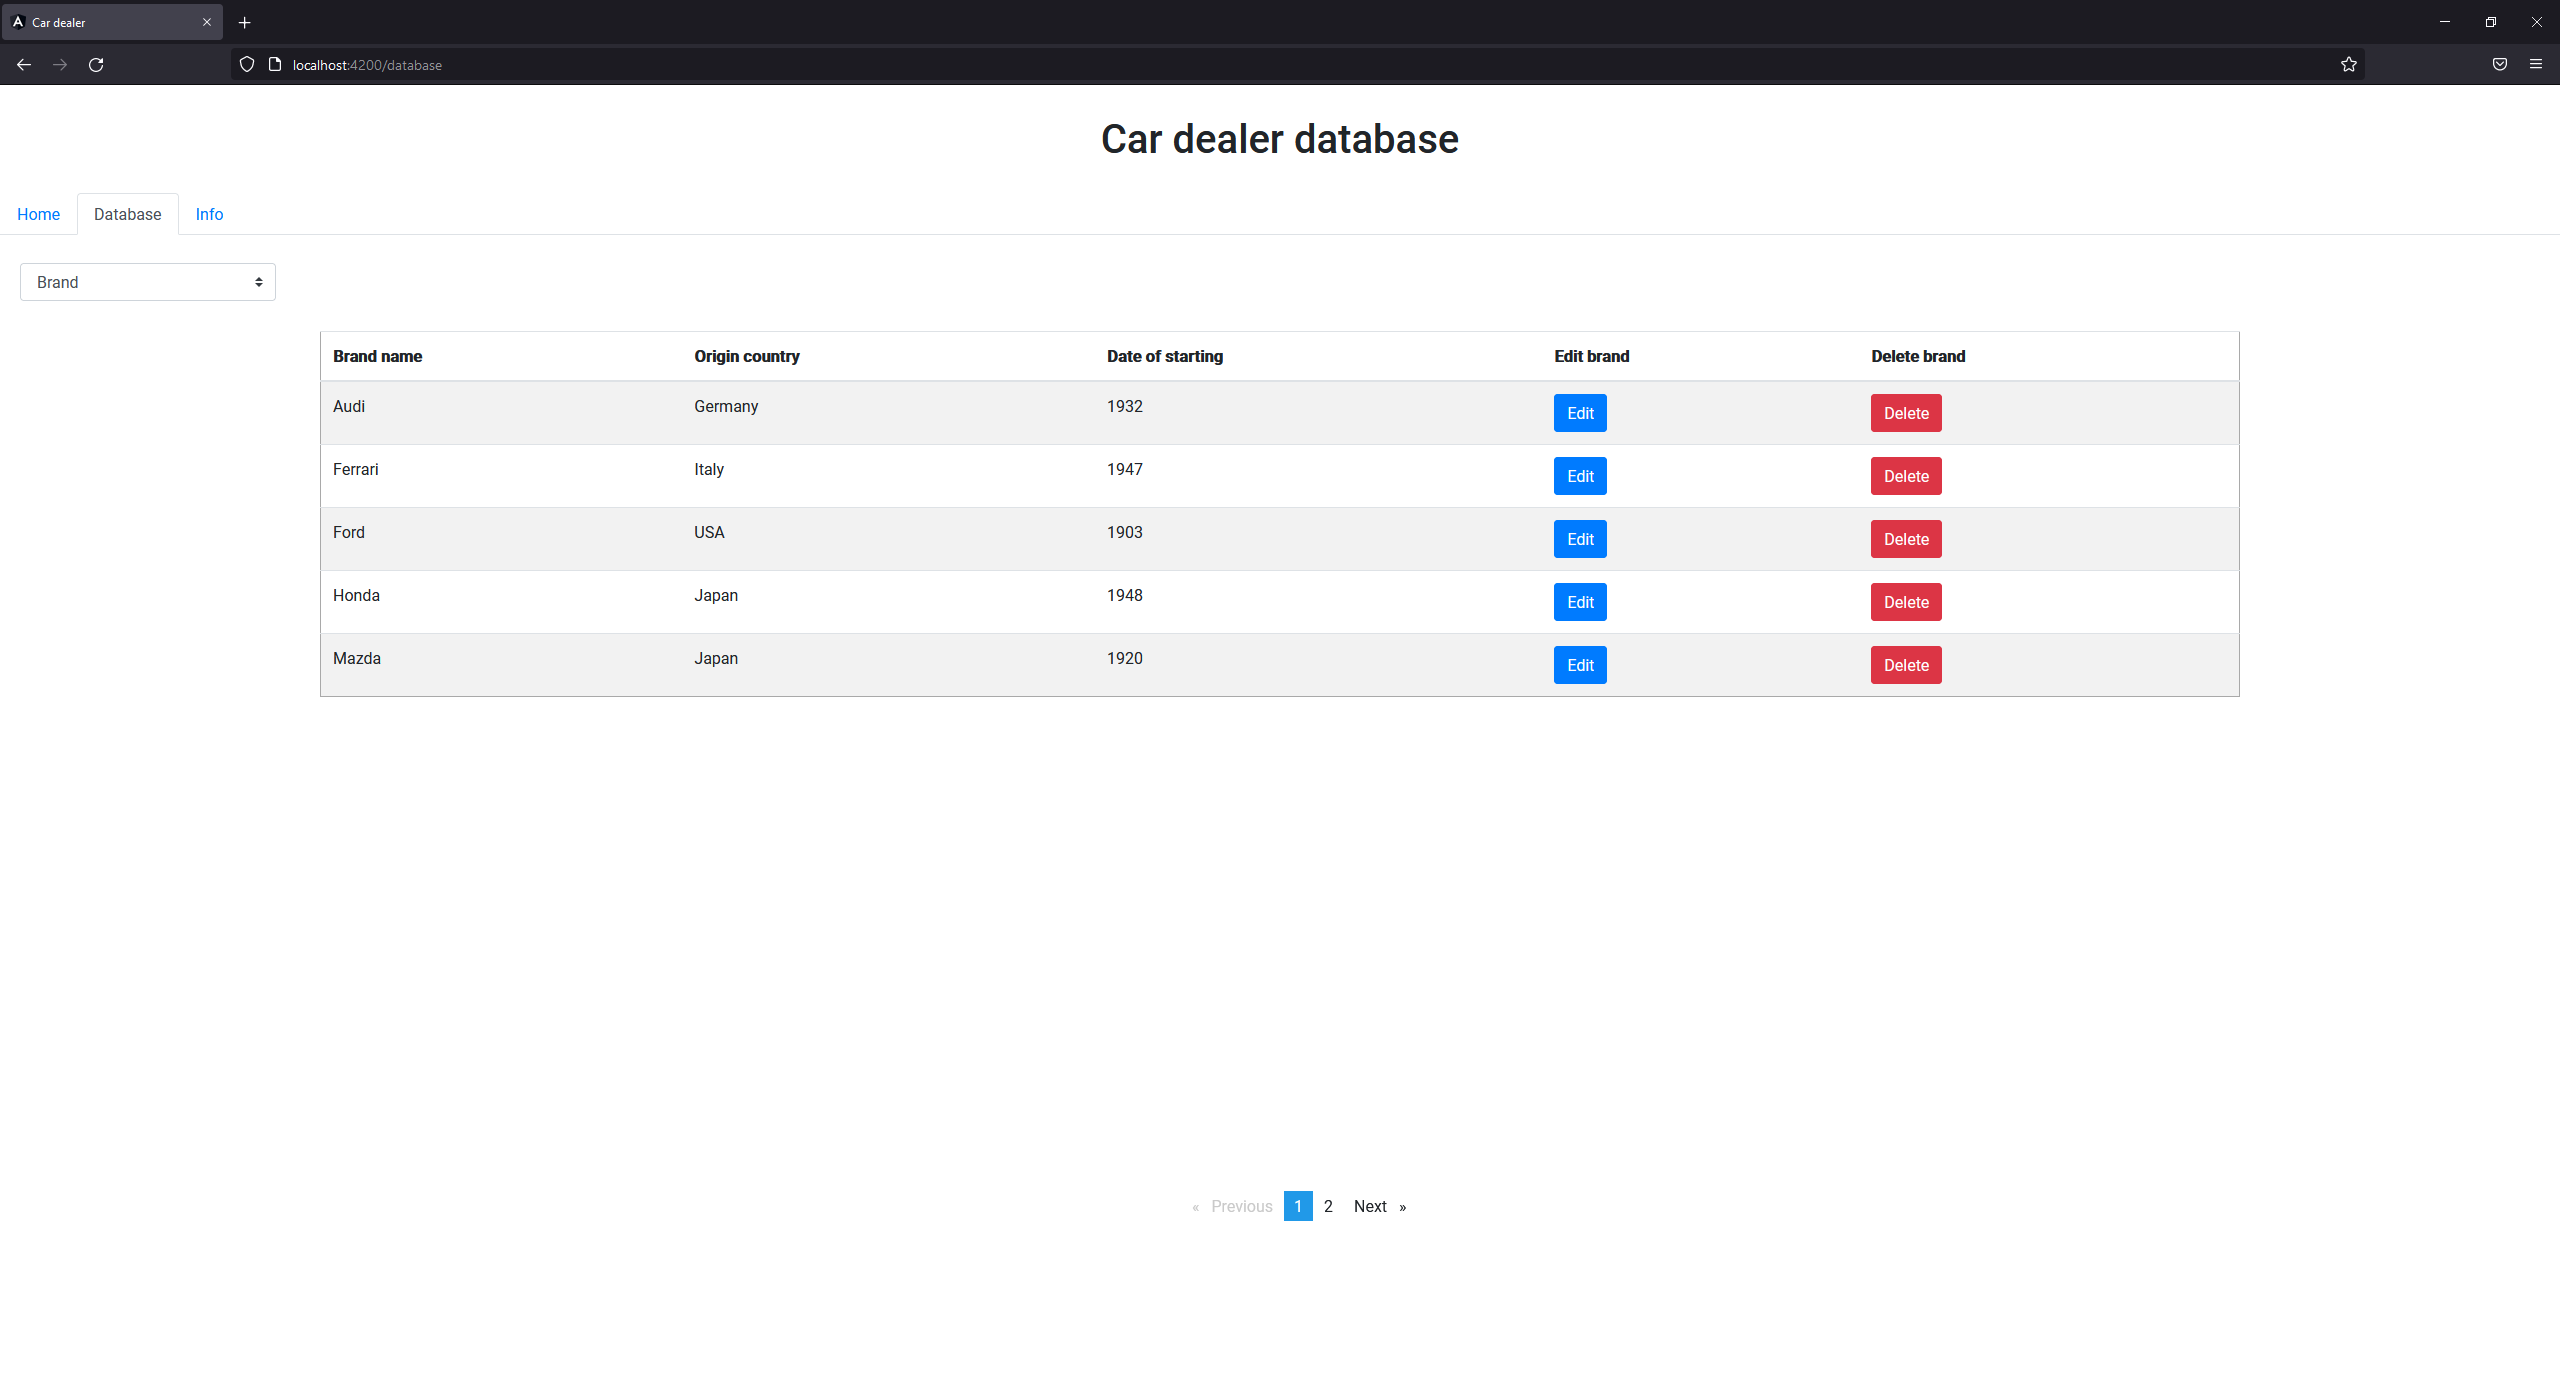 Car dealer
localhost:4200/database
Car dealer database
Home Database Info
Brand
Brand name Origin country Date of starting Edit brand Delete brand
Audi Germany 1932 Edit Delete
Ferrari Italy 1947 Edit Delete
Ford USA 1903 Edit Delete
Honda Japan 1948 Edit Delete
Mazda Japan 1920 Edit Delete
« Previous 1 2 Next »